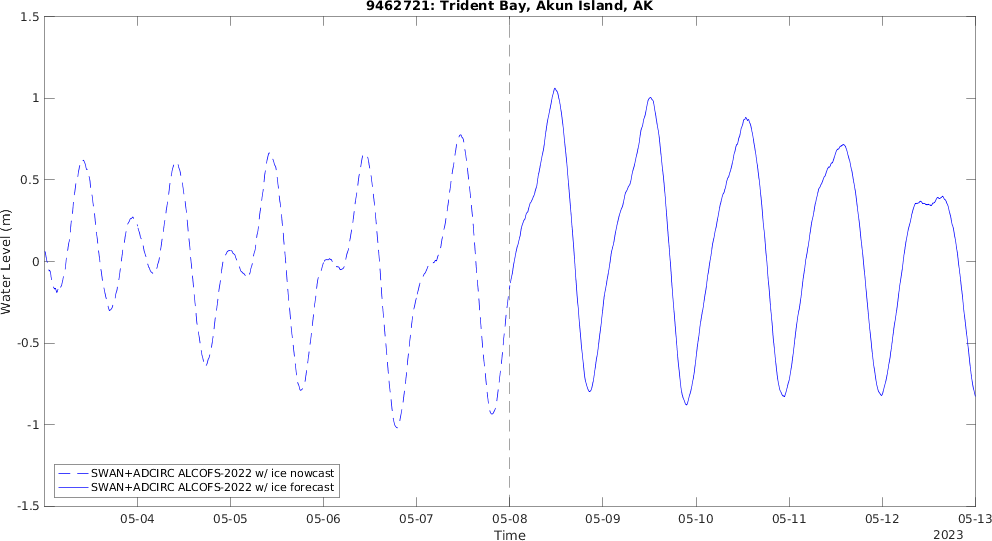 9462721: Trident Bay, Akun Island, AK
1.5
1
0.5
0
-0.5
-1
-1.5
Water Level (m)
SWAN+ADCIRC ALCOFS-2022 w/ ice nowcast
SWAN+ADCIRC ALCOFS-2022 w/ ice forecast
05-04 05-05 05-06 05-07 05-08 05-09 05-10 05-11 05-12 05-13
Time
2023